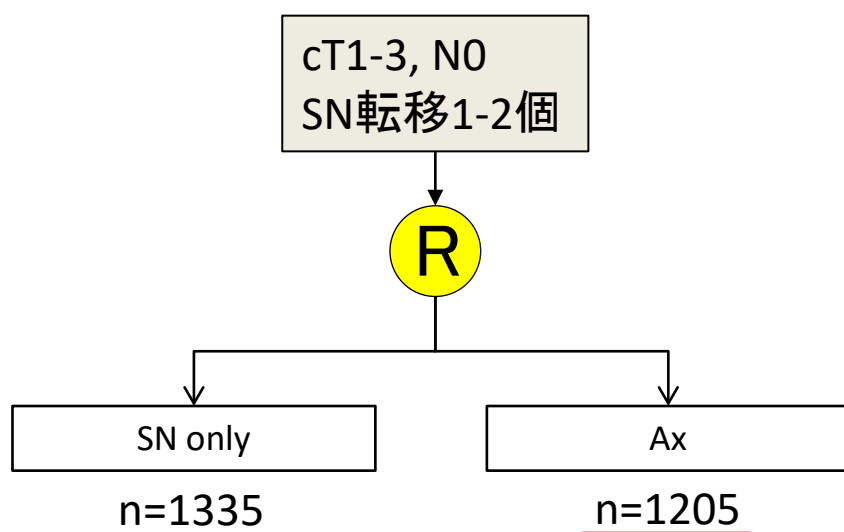 cT1-3, N0
SN転移1-2個
R
SN only
Ax
n=1335
n=1205